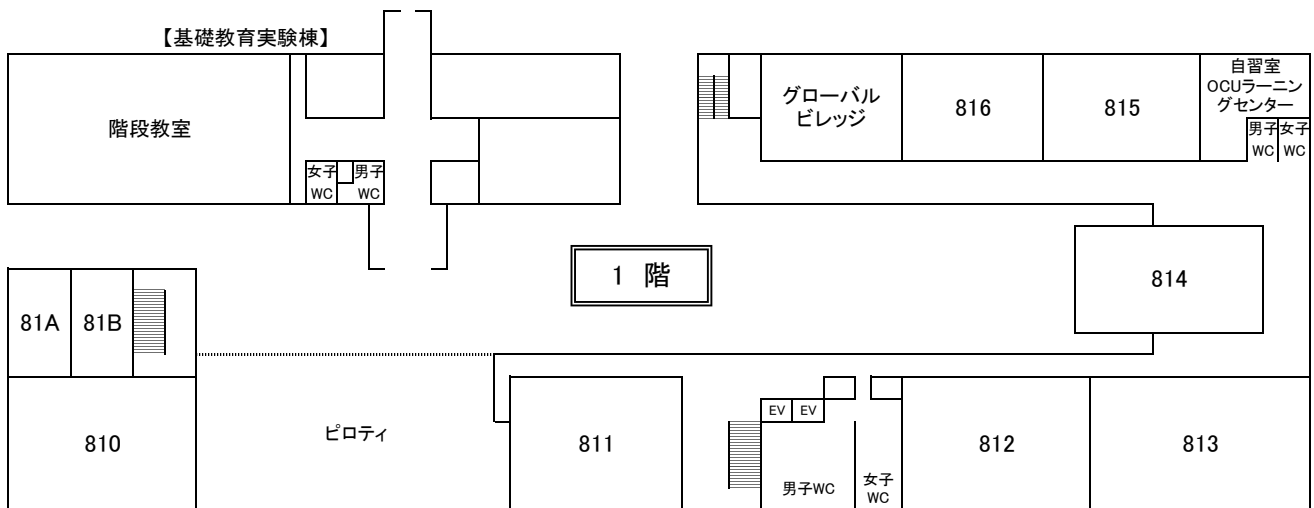 【基礎教育実験棟】
階段教室
女子
WC
男子
WC
グローバル
ビレッジ
816
815
自習室
OCUラーニン
グセンター
男子
WC
女子
WC
1 階
814
81A
81B
810
ピロティ
811
EV
EV
男子WC
女子
WC
812
813